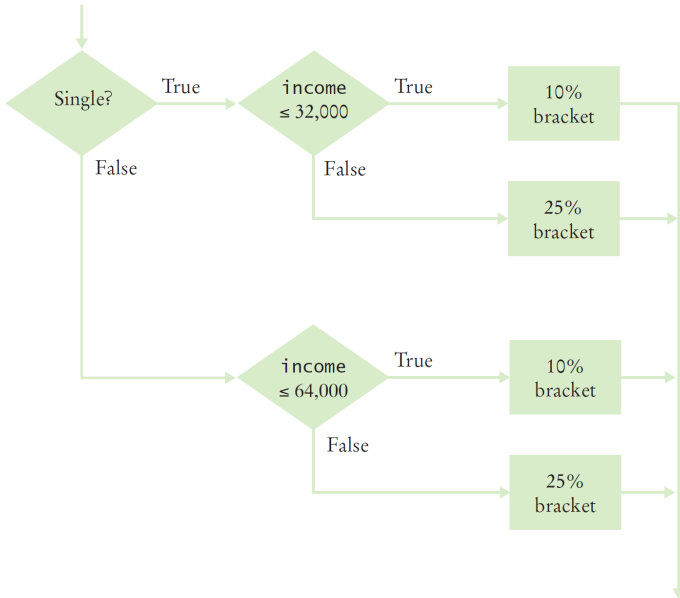 Single?
True
income
≤ 32,000
True
10%
bracket
False
False
25%
bracket
income
≤ 64,000
True
10%
bracket
False
25%
bracket